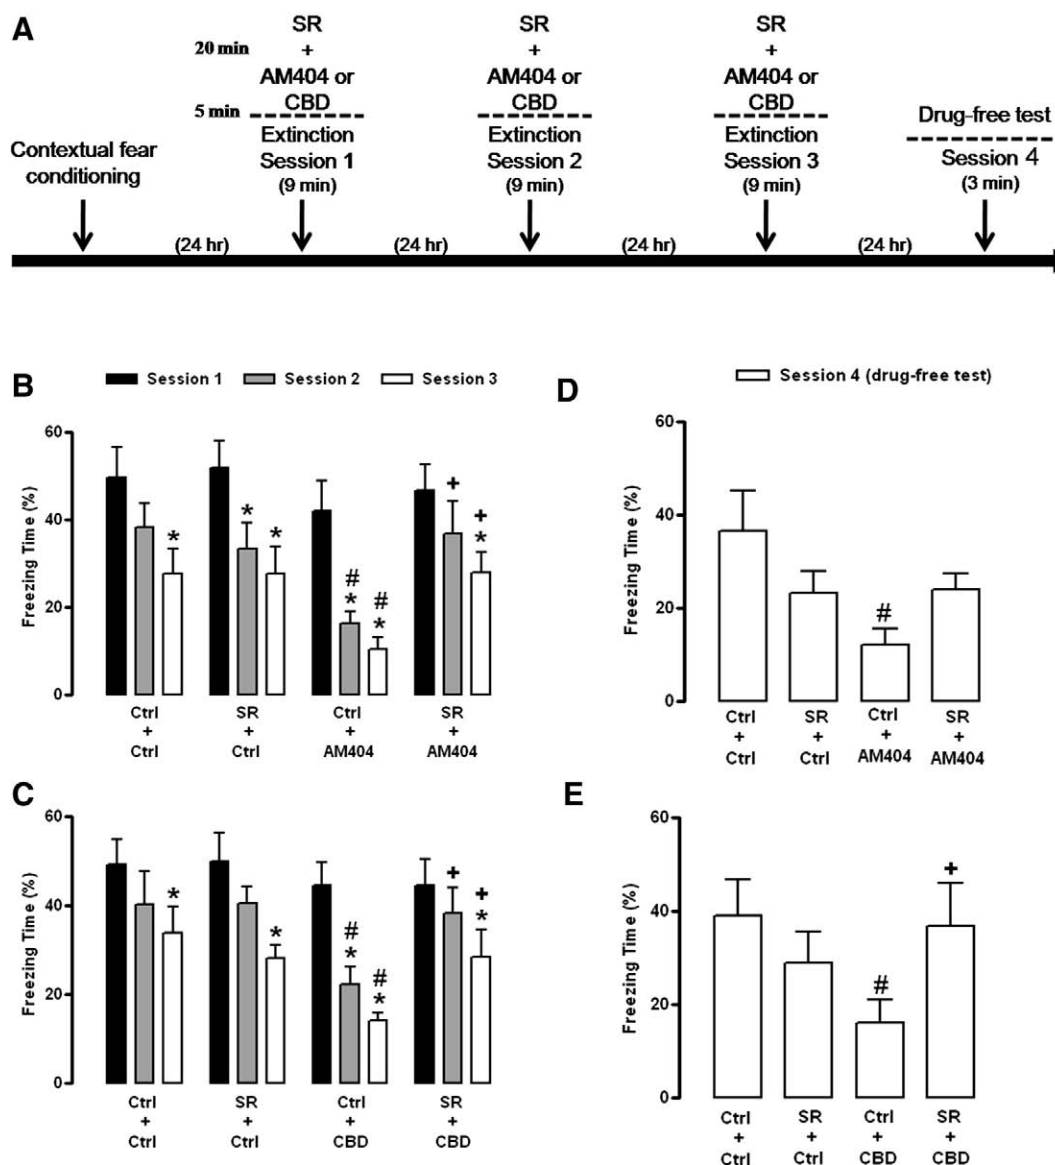 A
SR
+
AM404 or
CBD
20 min
5 min
Extinction
Session 1
(9 min)
SR
+
AM404 or
CBD
Extinction
Session 2
(9 min)
SR
+
AM404 or
CBD
Extinction
Session 3
(9 min)
Drug-free test
Session 4
(3 min)
Contextual fear
conditioning
(24 hr) (24 hr) (24 hr) (24 hr)
B
Session 1 Session 2 Session 3
Freezing Time (%)
60
40
20
0
* * * # * # * + + *
Ctrl
+
Ctrl
SR
+
Ctrl
Ctrl
+
AM404
SR
+
AM404
C
Freezing Time (%)
60
40
20
0
* * # * # * + + *
Ctrl
+
Ctrl
SR
+
Ctrl
Ctrl
+
CBD
SR
+
CBD
D
Session 4 (drug-free test)
Freezing Time (%)
60
40
20
0
#
Ctrl
+
Ctrl
SR
+
Ctrl
Ctrl
+
AM404
SR
+
AM404
E
Freezing Time (%)
60
40
20
0
# +
Ctrl
+
Ctrl
SR
+
Ctrl
Ctrl
+
CBD
SR
+
CBD